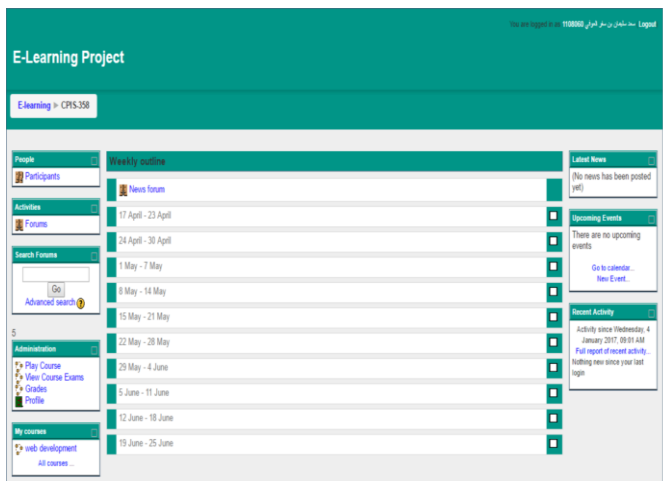 You are logged in as 1108060 سعد سليمان بن سفر الغولي Logout
E-Learning Project
E-learning ► CPIS-358
People
Participants
Activities
Forums
Search Forums
Go
Advanced search ?
5
Administration
Play Course
View Course Exams
Grades
Profile
My courses
web development
All courses ...
Weekly outline
News forum
17 April - 23 April
24 April - 30 April
1 May - 7 May
8 May - 14 May
15 May - 21 May
22 May - 28 May
29 May - 4 June
5 June - 11 June
12 June - 18 June
19 June - 25 June
Latest News
(No news has been posted
yet)
Upcoming Events
There are no upcoming
events
Go to calendar...
New Event...
Recent Activity
Activity since Wednesday, 4
January 2017, 09:01 AM
Full report of recent activity...
Nothing new since your last
login